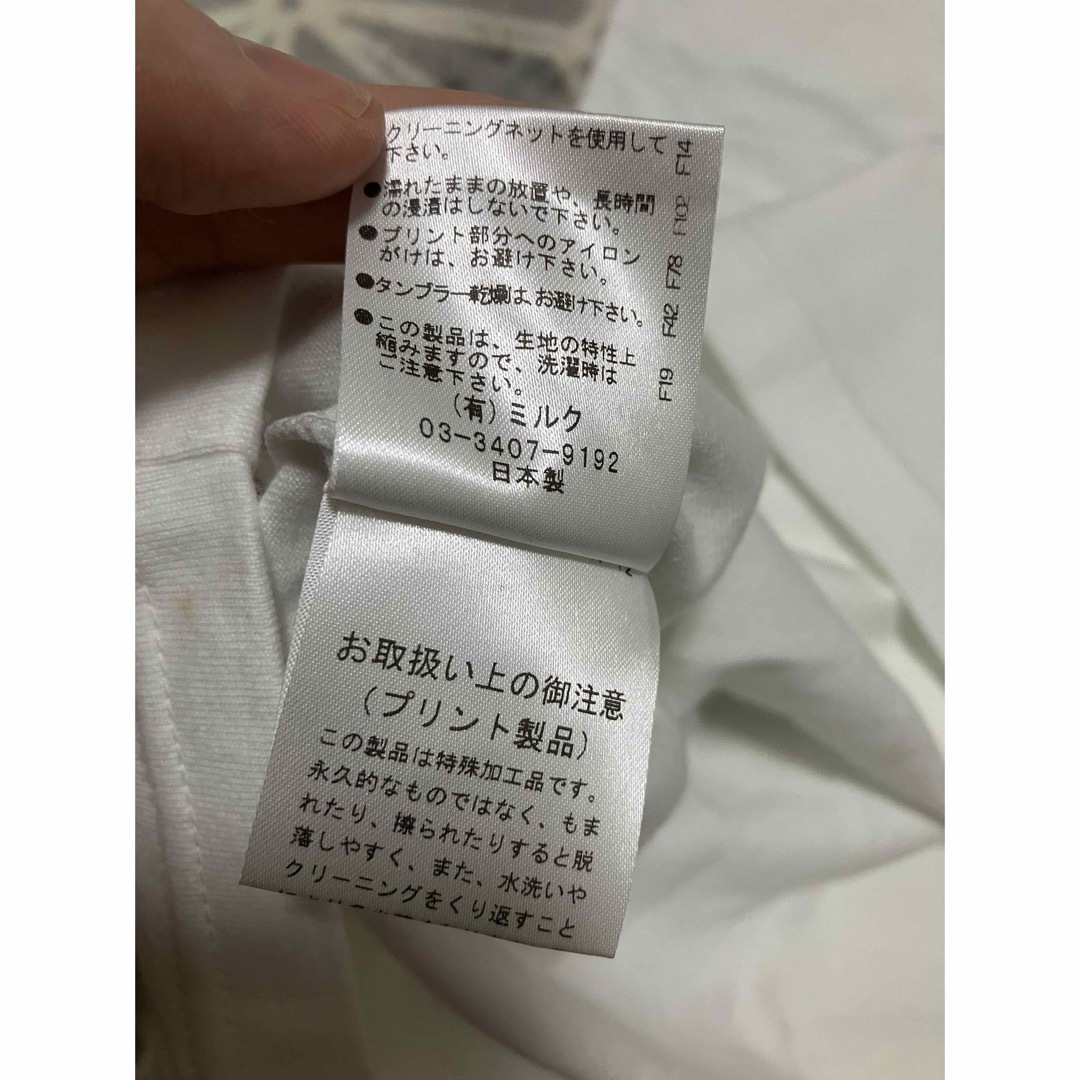 クリーニングネットを使用して
下さい。
●濡れたままの放置や、長時間
の浸漬はしないで下さい。
●プリント部分へのアイロン
がけは、お避け下さい。
●タンブラー乾燥はお避け下さい。
●この製品は、生地の特性上
縮みますので、洗濯時は
ご注意下さい。
(有)ミルク
03-3407-9192
日本製
F19 F42 F78 F14
お取扱い上の御注意
(プリント製品)
この製品は特殊加工品です。
永久的なものではなく、もま
れたり、擦られたりすると脱
落しやすく、また、水洗いや
クリーニングをくり返すこと